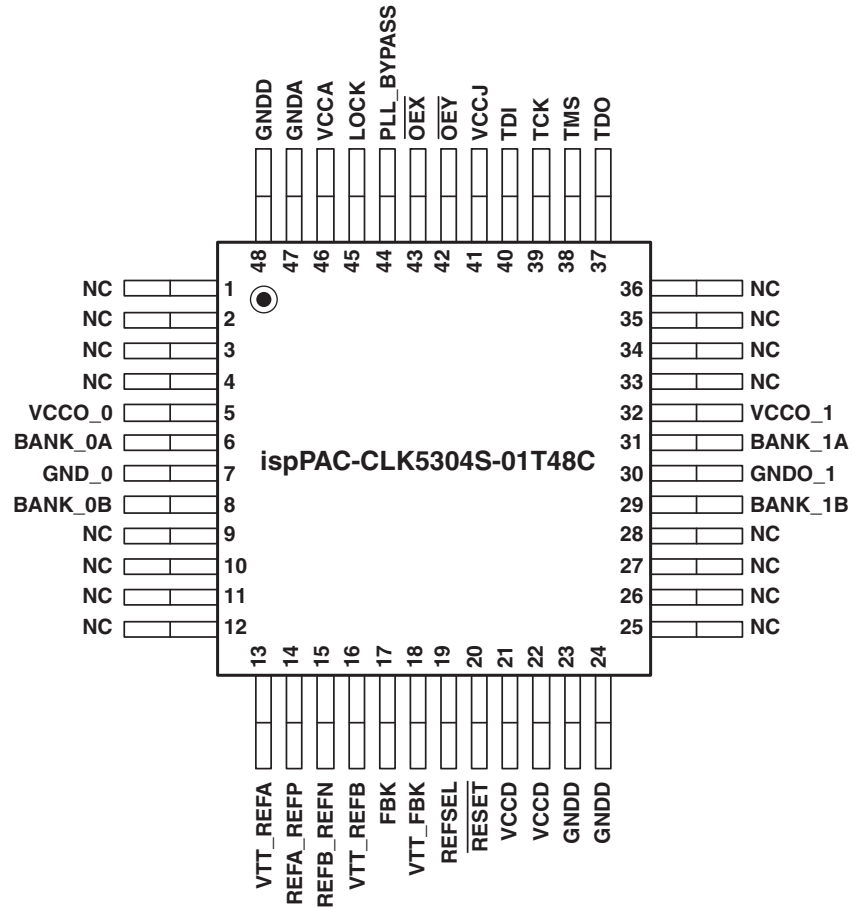 GNDD
GNDA
VCCA
LOCK
PLL_BYPASS
OEX
OEY
VCCJ
TDI
TCK
TMS
TDO
48
47
46
45
44
43
42
41
40
39
38
37
NC 1
NC 2
NC 3
NC 4
VCCO_0 5
BANK_0A 6
GND_0 7
BANK_0B 8
NC 9
NC 10
NC 11
NC 12
ispPAC-CLK5304S-01T48C
36 NC
35 NC
34 NC
33 NC
32 VCCO_1
31 BANK_1A
30 GNDO_1
29 BANK_1B
28 NC
27 NC
26 NC
25 NC
13
14
15
16
17
18
19
20
21
22
23
24
VTT_REFA
REFA_REFP
REFB_REFN
VTT_REFB
FBK
VTT_FBK
REFSEL
RESET
VCCD
VCCD
GNDD
GNDD